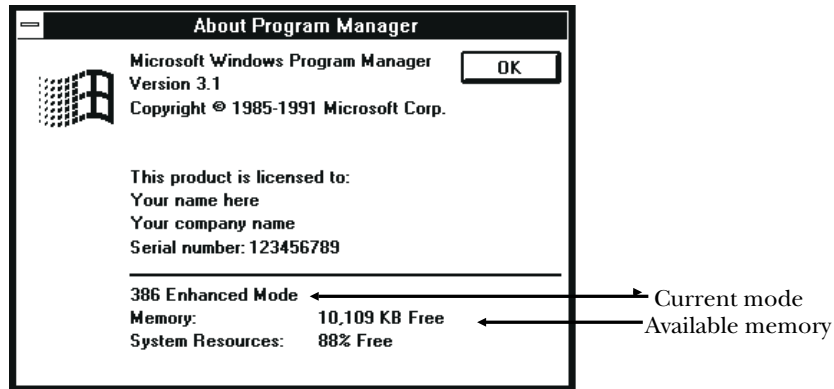 About Program Manager
Microsoft Windows Program Manager
OK
Version 3.1
Copyright © 1985-1991 Microsoft Corp.
This product is licensed to:
Your name here
Your company name
Serial number: 123456789
386 Enhanced Mode
Current mode
Memory: 10,109 KB Free
Available memory
System Resources: 88% Free